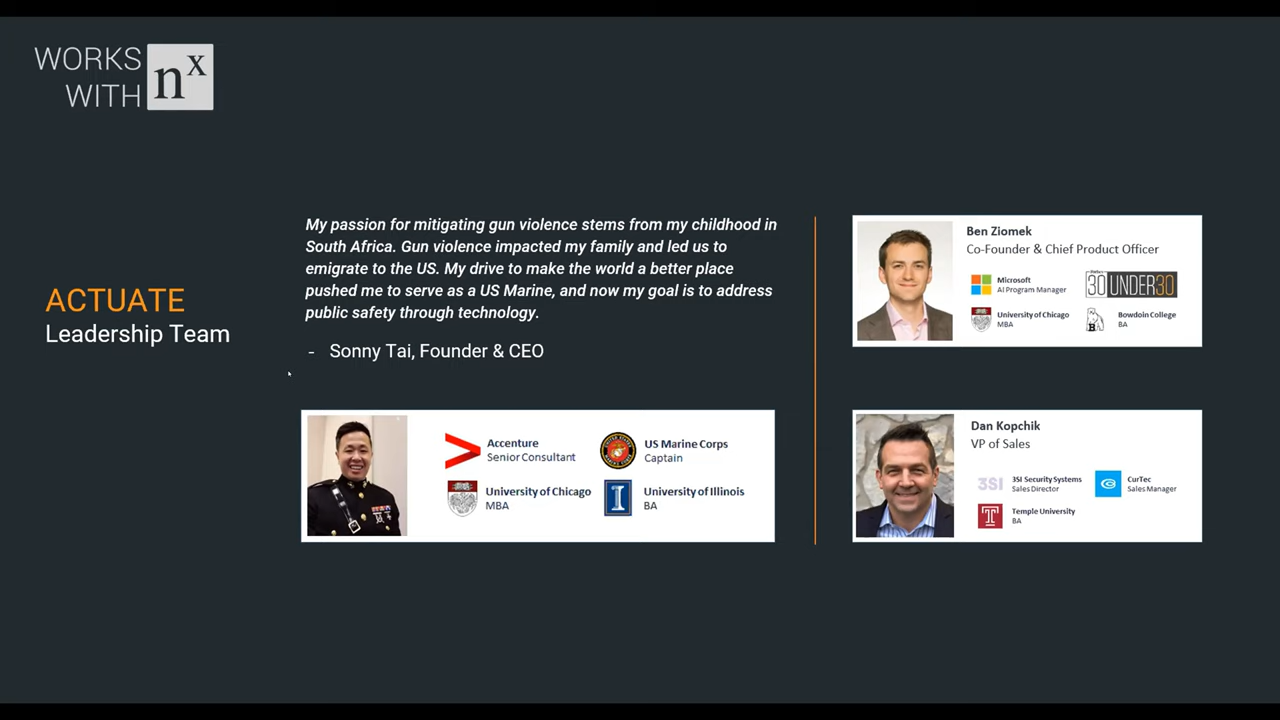 WORKS
WITH
nx
ACTUATE
Leadership Team
My passion for mitigating gun violence stems from my childhood in
South Africa. Gun violence impacted my family and led us to
emigrate to the US. My drive to make the world a better place
pushed me to serve as a US Marine, and now my goal is to address
public safety through technology.
- Sonny Tai, Founder & CEO
Accenture
Senior Consultant
US Marine Corps
Captain
University of Chicago
MBA
University of Illinois
BA
Ben Ziomek
Co-Founder & Chief Product Officer
Microsoft
AI Program Manager
30 UNDER 30
University of Chicago
MBA
Bowdoin College
BA
Dan Kopchik
VP of Sales
3SI
3SI Security Systems
Sales Director
CurTec
Sales Manager
Temple University
BA